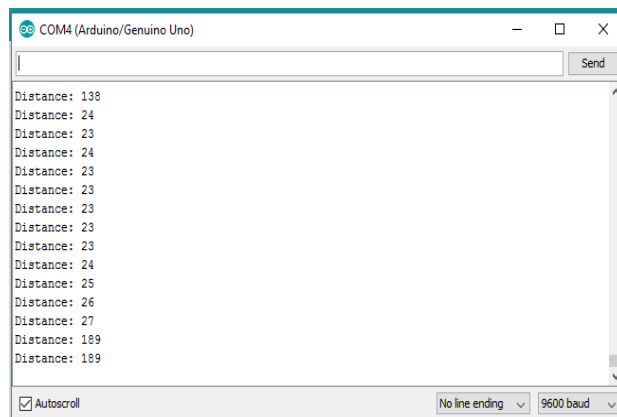 COM4 (Arduino/Genuino Uno)
Send
Distance: 138
Distance: 24
Distance: 23
Distance: 24
Distance: 23
Distance: 23
Distance: 23
Distance: 23
Distance: 23
Distance: 24
Distance: 25
Distance: 26
Distance: 27
Distance: 189
Distance: 189
Autoscroll
No line ending
9600 baud